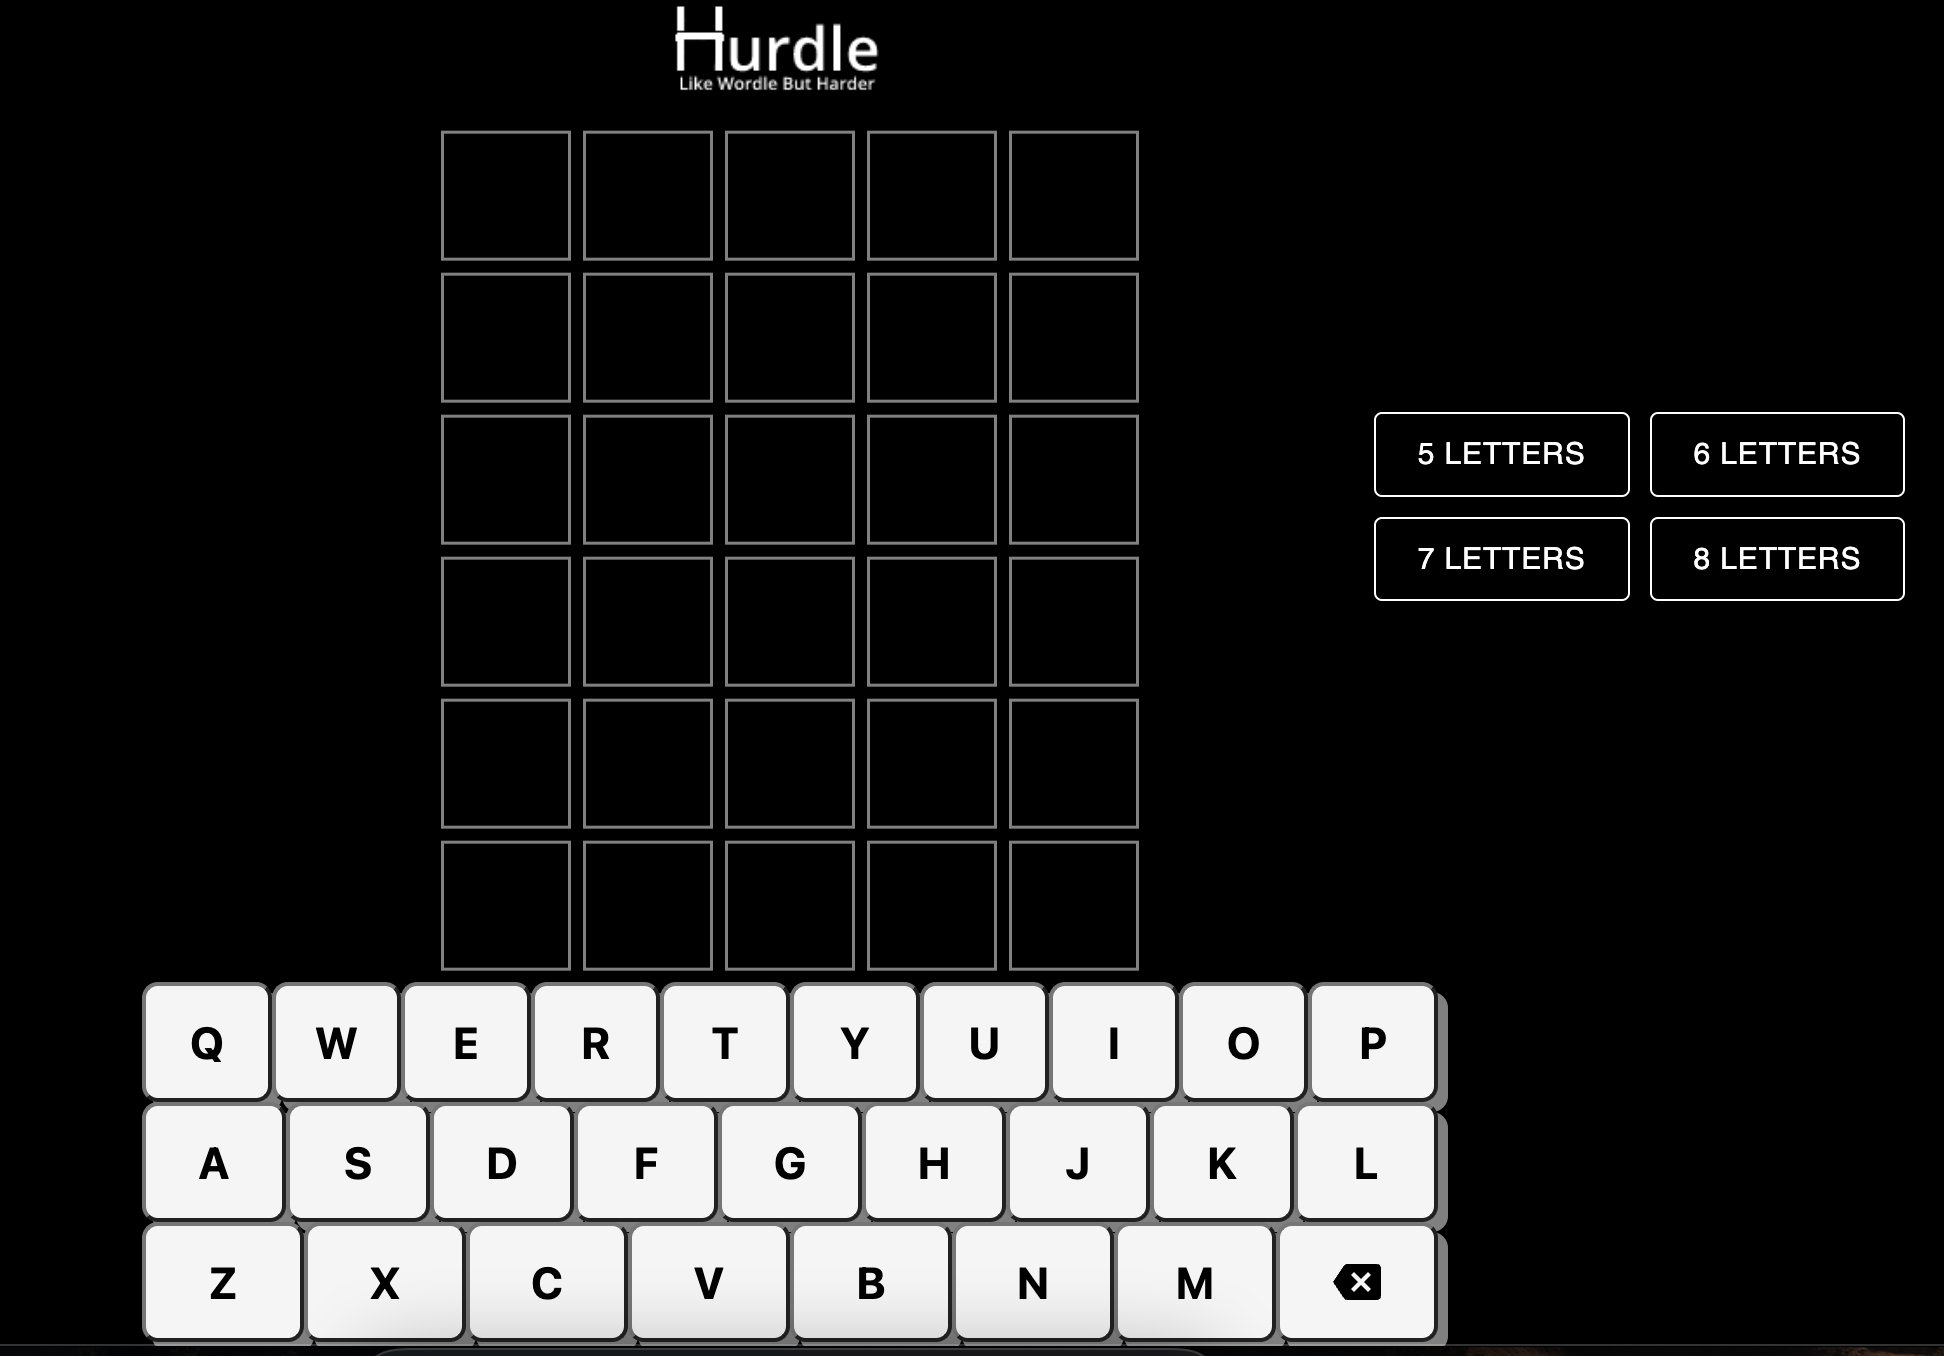 Hurdle
Like Wordle But Harder
5 LETTERS 6 LETTERS
7 LETTERS 8 LETTERS
Q W E R T Y U I O P
A S D F G H J K L
Z X C V B N M